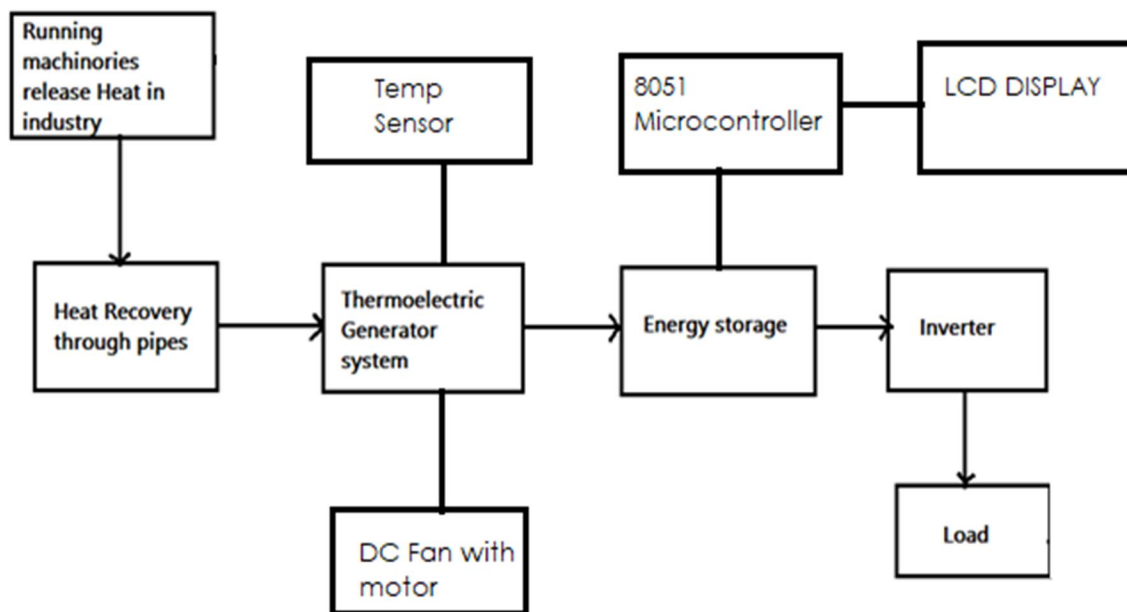 Running
machinories
release Heat in
industry
Temp
Sensor
8051
Microcontroller
LCD DISPLAY
Heat Recovery
through pipes
Thermoelectric
Generator
system
Energy storage
Inverter
DC Fan with
motor
Load